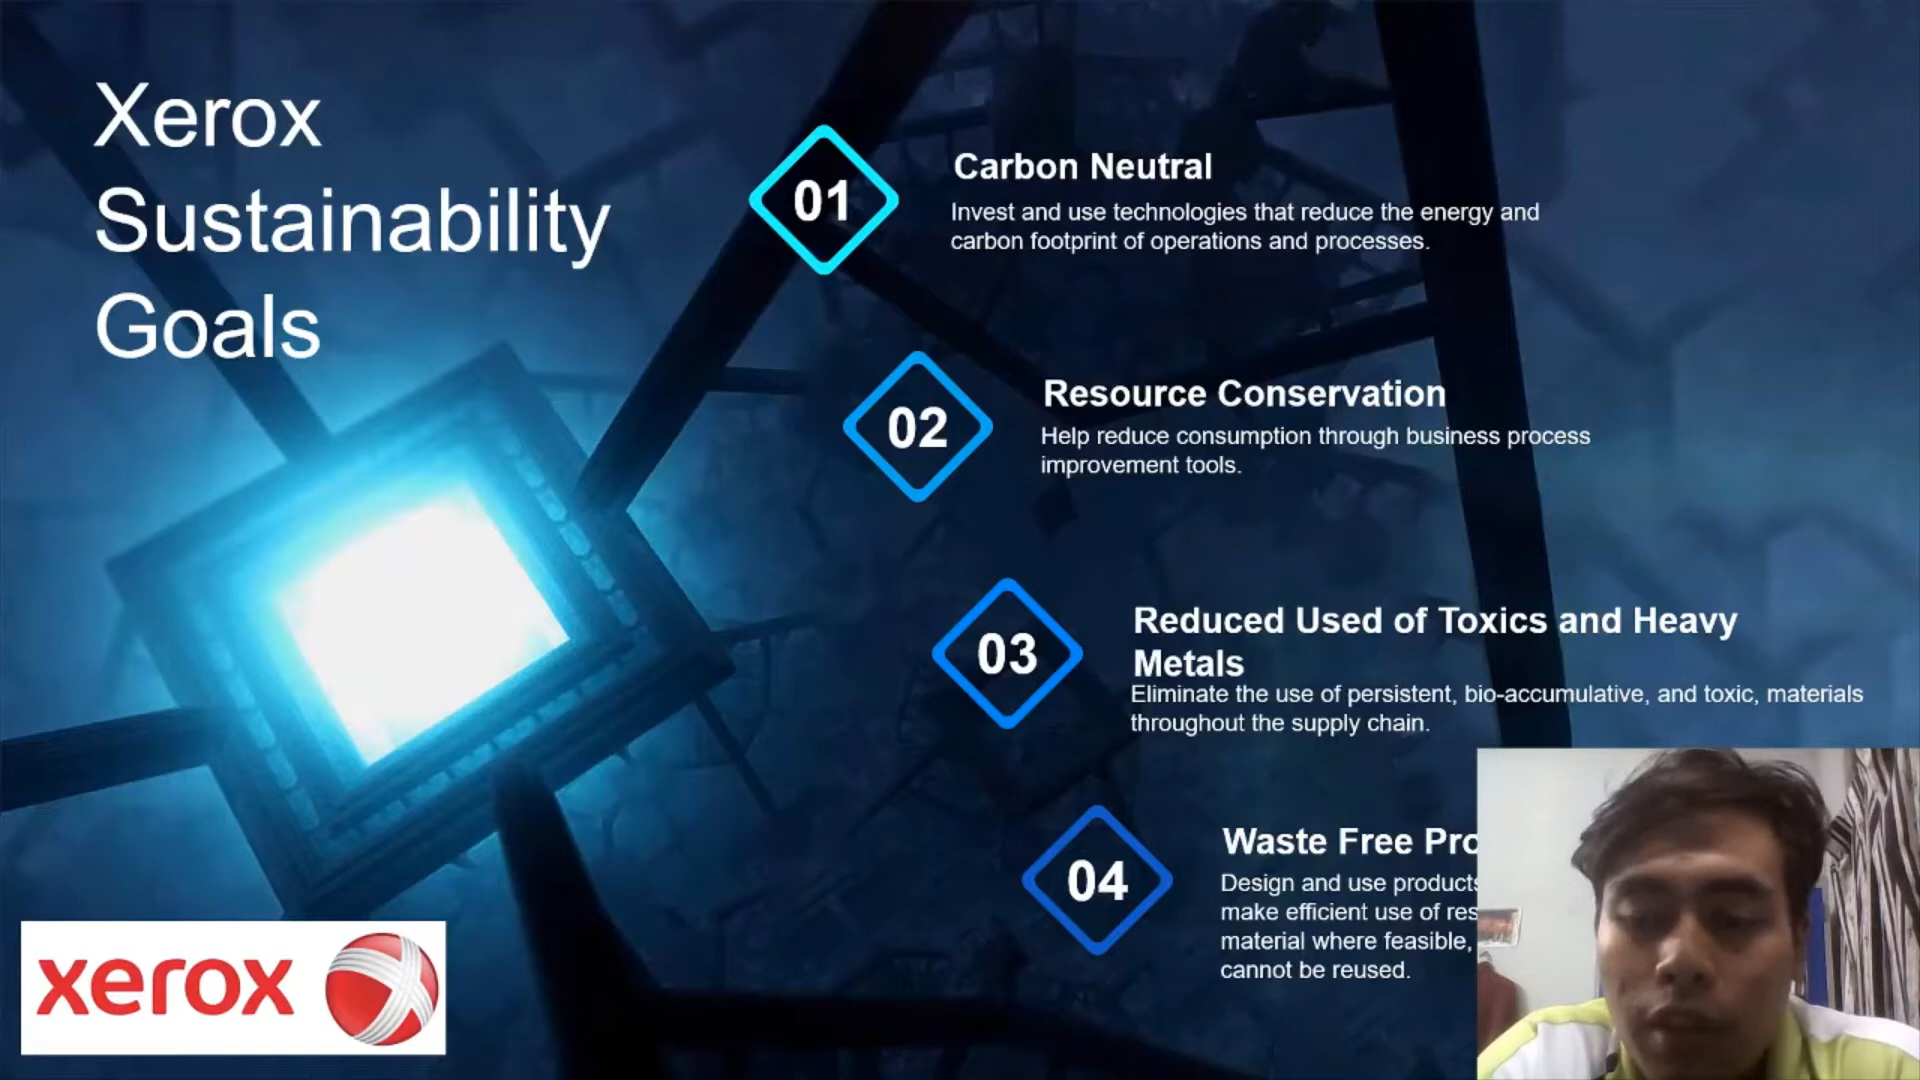 Xerox
Sustainability
Goals
01
Carbon Neutral
Invest and use technologies that reduce the energy and
carbon footprint of operations and processes.
02
Resource Conservation
Help reduce consumption through business process
improvement tools.
03
Reduced Used of Toxics and Heavy
Metals
Eliminate the use of persistent, bio-accumulative, and toxic, materials
throughout the supply chain.
04
Waste Free
Design and use products
make efficient use of
material where feasible,
cannot be reused.
xerox